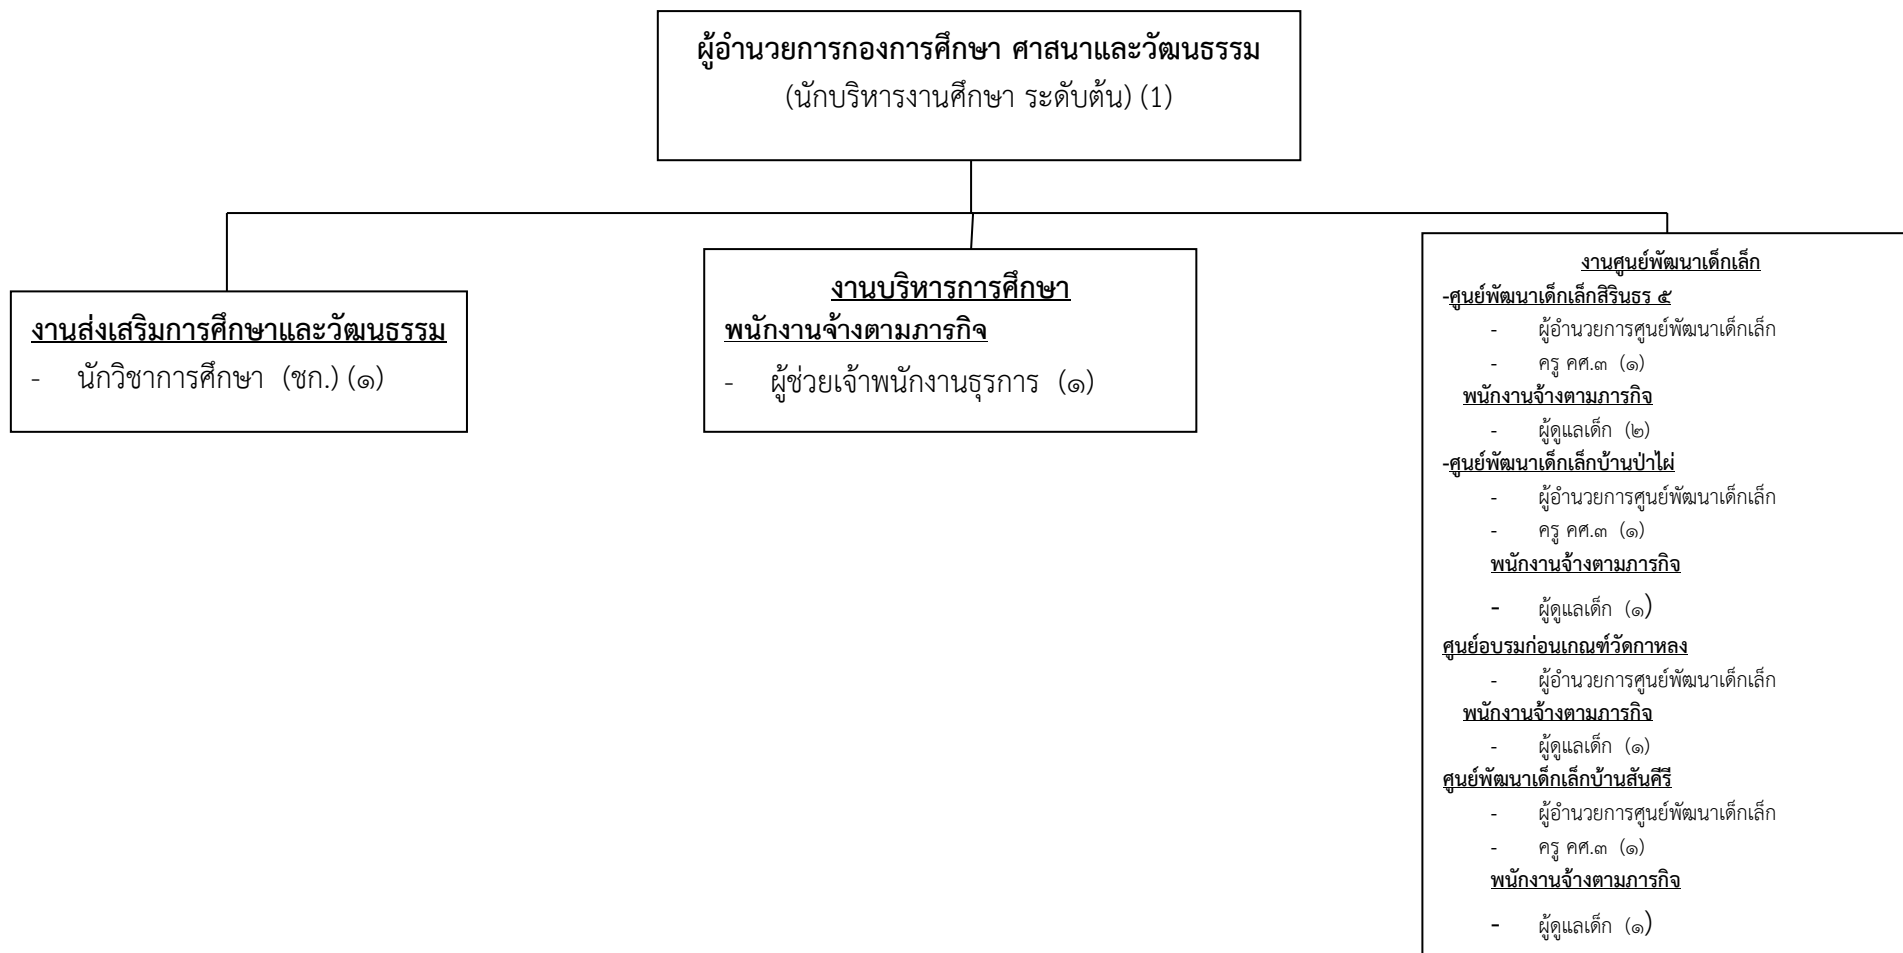 ผู้อำนวยการกองการศึกษา ศาสนาและวัฒนธรรม
(นักบริหารงานศึกษา ระดับต้น) (1)
งานส่งเสริมการศึกษาและวัฒนธรรม
- นักวิชาการศึกษา (ชก.) (๑)
งานบริหารการศึกษา
พนักงานจ้างตามภารกิจ
- ผู้ช่วยเจ้าพนักงานธุรการ (๑)
งานศูนย์พัฒนาเด็กเล็ก
-ศูนย์พัฒนาเด็กเล็กสิรินธร ๕
- ผู้อำนวยการศูนย์พัฒนาเด็กเล็ก
- ครู คศ.๓ (๑)
พนักงานจ้างตามภารกิจ
- ผู้ดูแลเด็ก (๒)
-ศูนย์พัฒนาเด็กเล็กบ้านป่าไผ่
- ผู้อำนวยการศูนย์พัฒนาเด็กเล็ก
- ครู คศ.๓ (๑)
พนักงานจ้างตามภารกิจ
- ผู้ดูแลเด็ก (๑)
ศูนย์อบรมก่อนเกณฑ์วัดกาหลง
- ผู้อำนวยการศูนย์พัฒนาเด็กเล็ก
พนักงานจ้างตามภารกิจ
- ผู้ดูแลเด็ก (๑)
ศูนย์พัฒนาเด็กเล็กบ้านสันคีรี
- ผู้อำนวยการศูนย์พัฒนาเด็กเล็ก
- ครู คศ.๓ (๑)
พนักงานจ้างตามภารกิจ
- ผู้ดูแลเด็ก (๑)